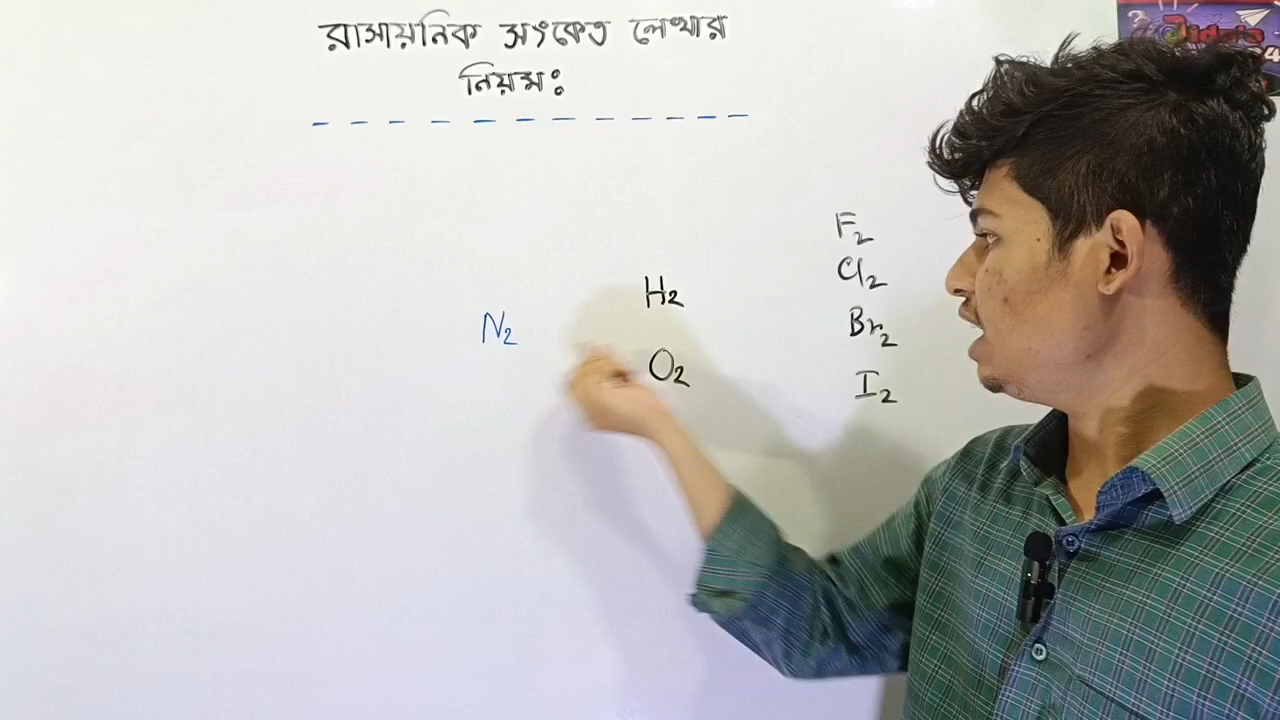 রাসায়নিক সংকেত লেখার
নিয়মঃ
N₂
H₂
O₂
F₂
Cl₂
Br₂
I₂